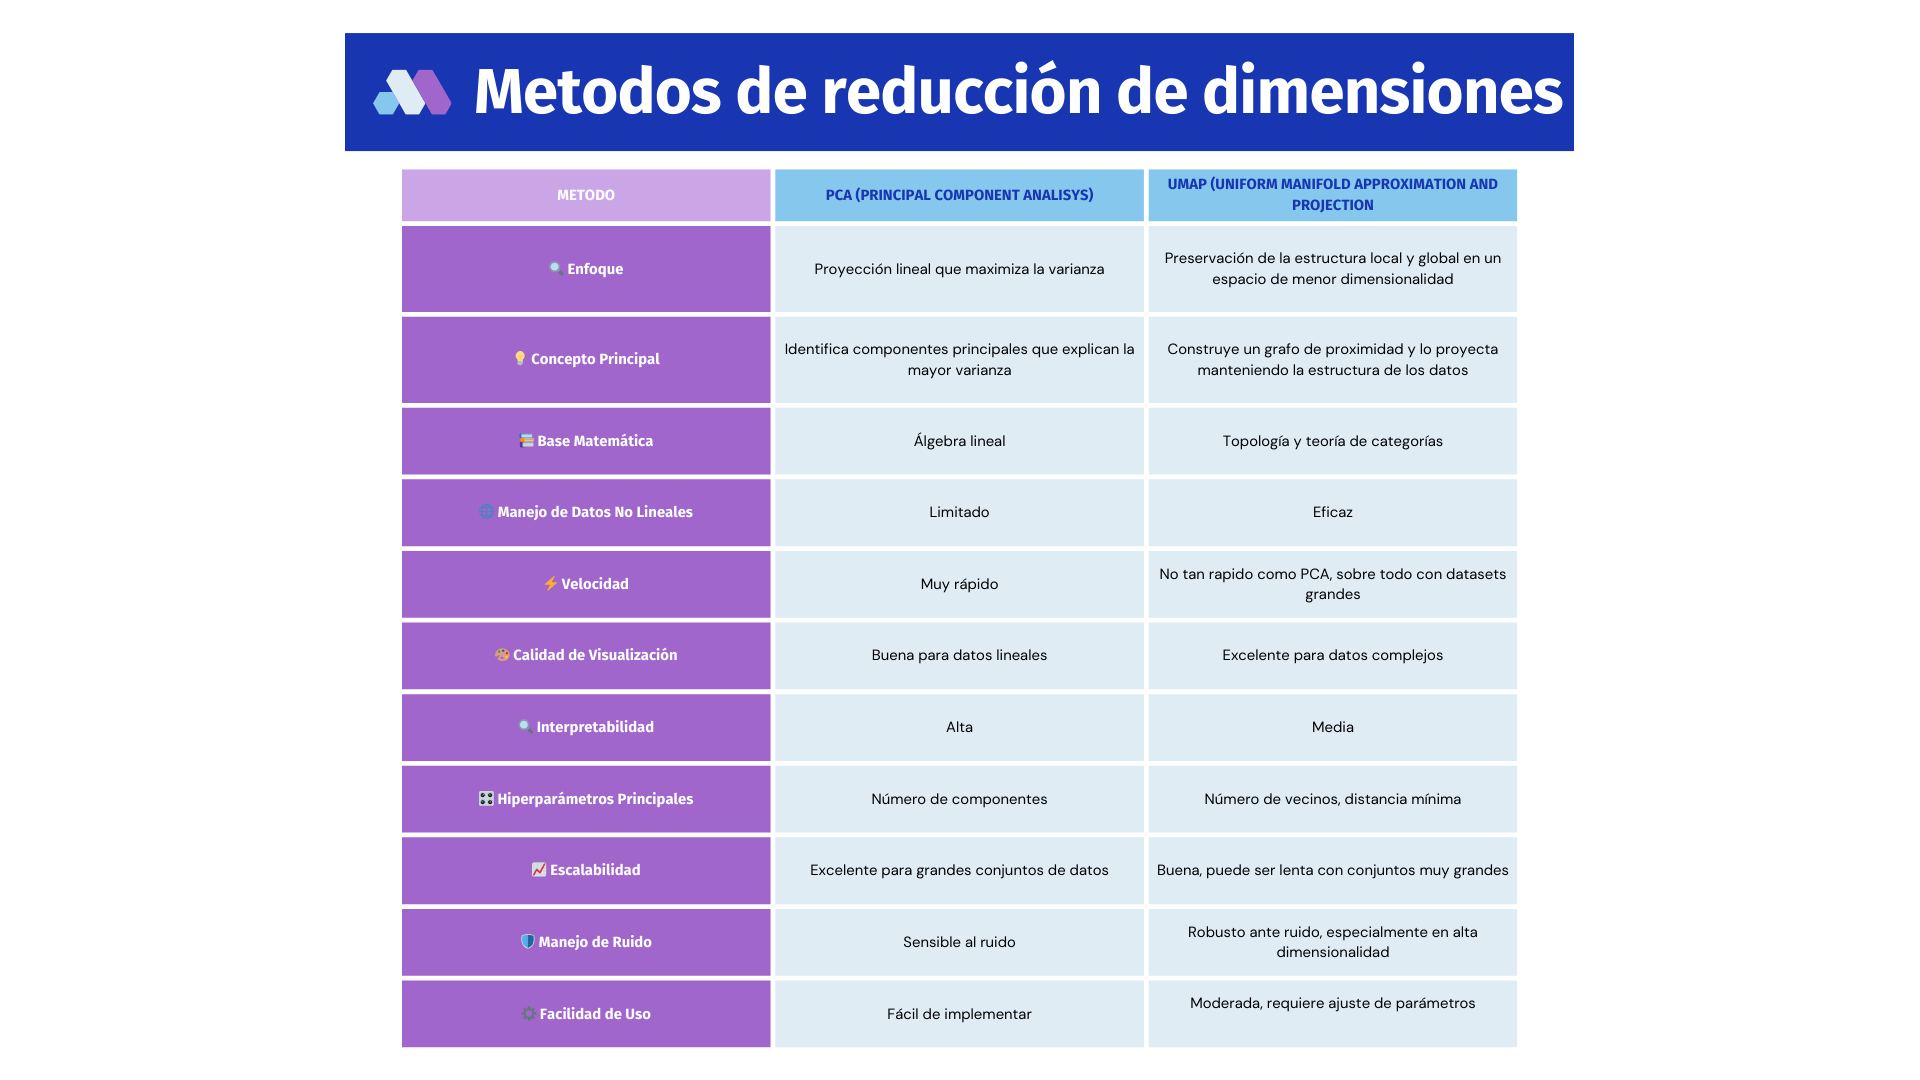 Metodos de reducción de dimensiones
METODO
PCA (PRINCIPAL COMPONENT ANALISYS)
UMAP (UNIFORM MANIFOLD APPROXIMATION AND
PROJECTION
Enfoque
Proyección lineal que maximiza la varianza
Preservación de la estructura local y global en un
espacio de menor dimensionalidad
Concepto Principal
Identifica componentes principales que explican la
mayor varianza
Construye un grafo de proximidad y lo proyecta
manteniendo la estructura de los datos
Base Matemática
Álgebra lineal
Topología y teoría de categorías
Manejo de Datos No Lineales
Limitado
Eficaz
Velocidad
Muy rápido
No tan rapido como PCA, sobre todo con datasets
grandes
Calidad de Visualización
Buena para datos lineales
Excelente para datos complejos
Interpretabilidad
Alta
Media
Hiperparámetros Principales
Número de componentes
Número de vecinos, distancia mínima
Escalabilidad
Excelente para grandes conjuntos de datos
Buena, puede ser lenta con conjuntos muy grandes
Manejo de Ruido
Sensible al ruido
Robusto ante ruido, especialmente en alta
dimensionalidad
Facilidad de Uso
Fácil de implementar
Moderada, requiere ajuste de parámetros